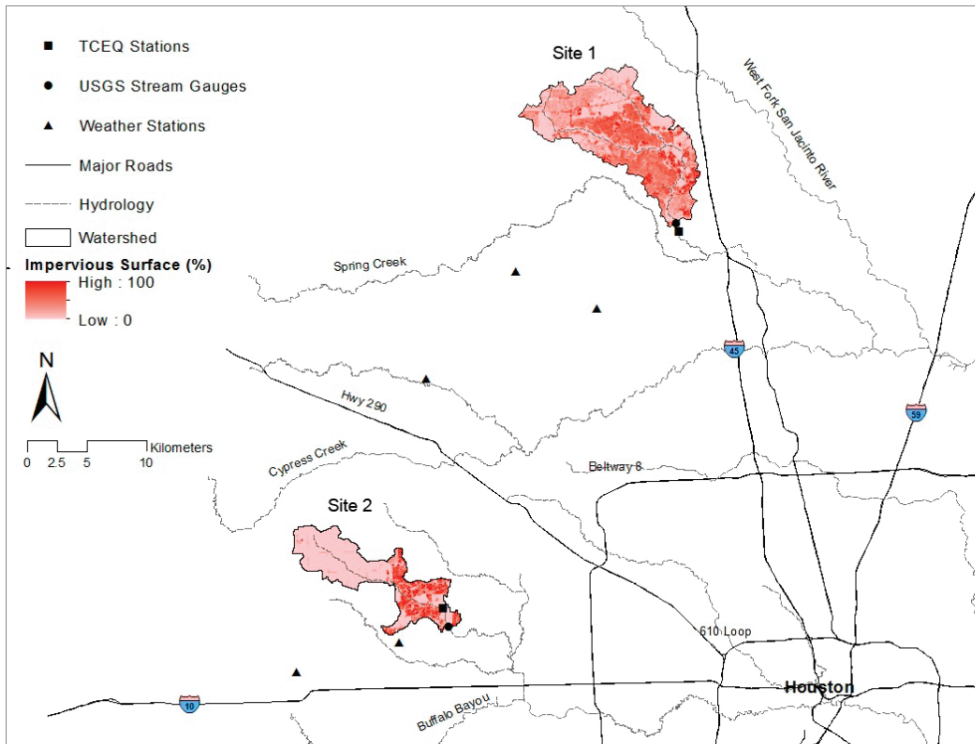 TCEQ Stations
USGS Stream Gauges
Weather Stations
Major Roads
Hydrology
Watershed
Impervious Surface (%)
High : 100
Low : 0
N
Kilometers
0 2.5 5 10
Site 1
West Fork San Jacinto River
Spring Creek
45
Hwy 290
59
Cypress Creek
Beltway 8
Site 2
610 Loop
Houston
10
Buffalo Bayou